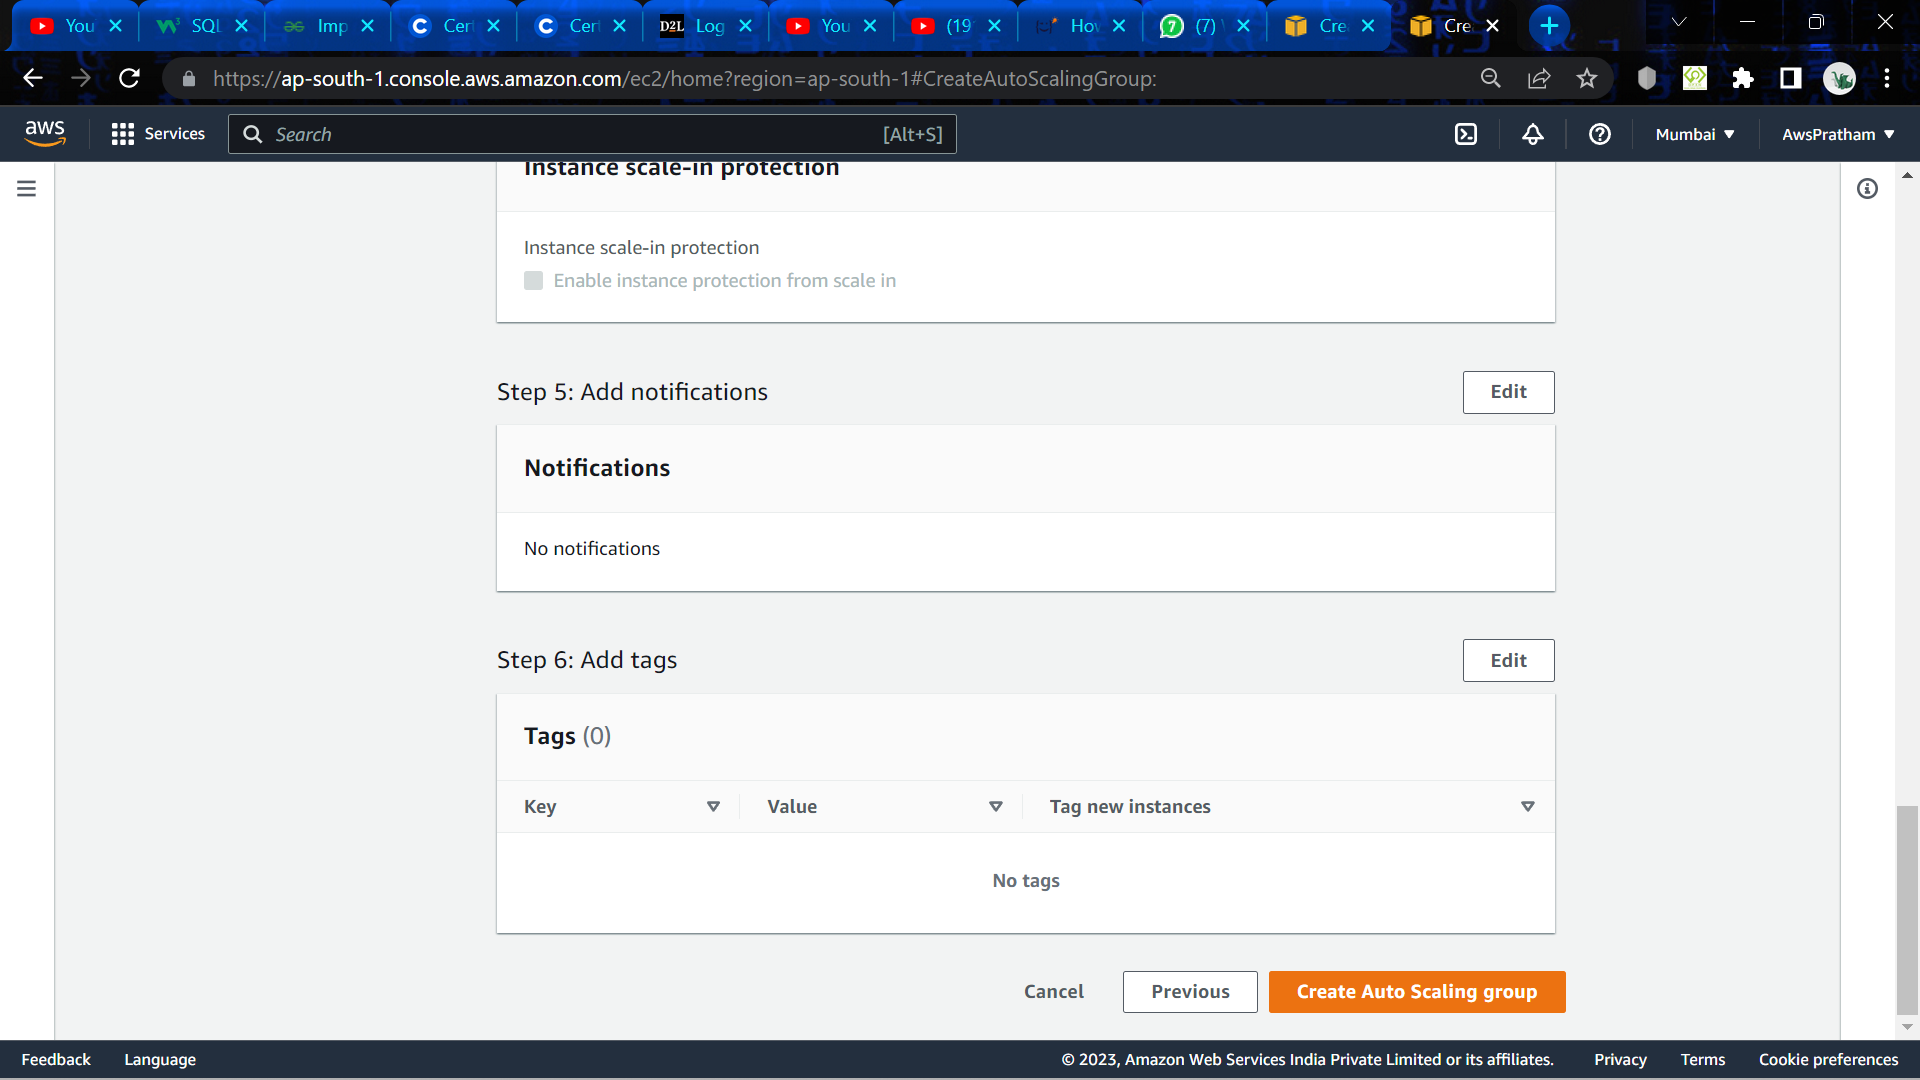 You
SQL
Imp
Cert
Cert
D2L Log
You
(19
How
(7)
Cre
Cre
https://ap-south-1.console.aws.amazon.com/ec2/home?region=ap-south-1#CreateAutoScalingGroup:
aws
Services
Search
[Alt+S]
Mumbai
AwsPratham
Instance scale-in protection
Instance scale-in protection
Enable instance protection from scale in
Step 5: Add notifications
Edit
Notifications
No notifications
Step 6: Add tags
Edit
Tags (0)
Key
Value
Tag new instances
No tags
Cancel
Previous
Create Auto Scaling group
Feedback
Language
© 2023, Amazon Web Services India Private Limited or its affiliates.
Privacy
Terms
Cookie preferences